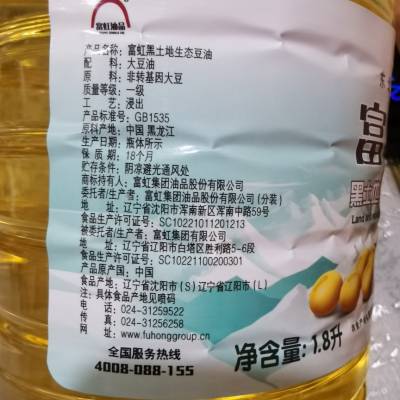 富虹油品
产品名称：富虹黑土地生态豆油
配　　料：大豆油
原　　料：非转基因大豆
质量等级：一级
工　　艺：浸出
产品标准号：GB1535
原料产地：中国 黑龙江
生产日期：瓶体所示
保 质 期：18个月
贮存条件：阴凉避光通风处
商标持有人：富虹集团油品股份有限公司
委托者/生产者：富虹集团油品股份有限公司(分装)
地　　址：辽宁省沈阳市浑南新区浑南中路59号
食品生产许可证号：SC10221011201213
被委托者/生产者：富虹集团有限公司
地　　址：辽宁省辽阳市白塔区胜利路5-6段
食品生产许可证号：SC10221100200301
产品原产国：中国
食品产地：辽宁省沈阳市(S)辽宁省辽阳市(L)
注：具体食品产地见喷码
电　　话：024-31259522
传　　真：024-31256258
网　　址：www.fuhonggroup.cn
全国服务热线
4008-088-155
富
黑土
净含量：1.8升